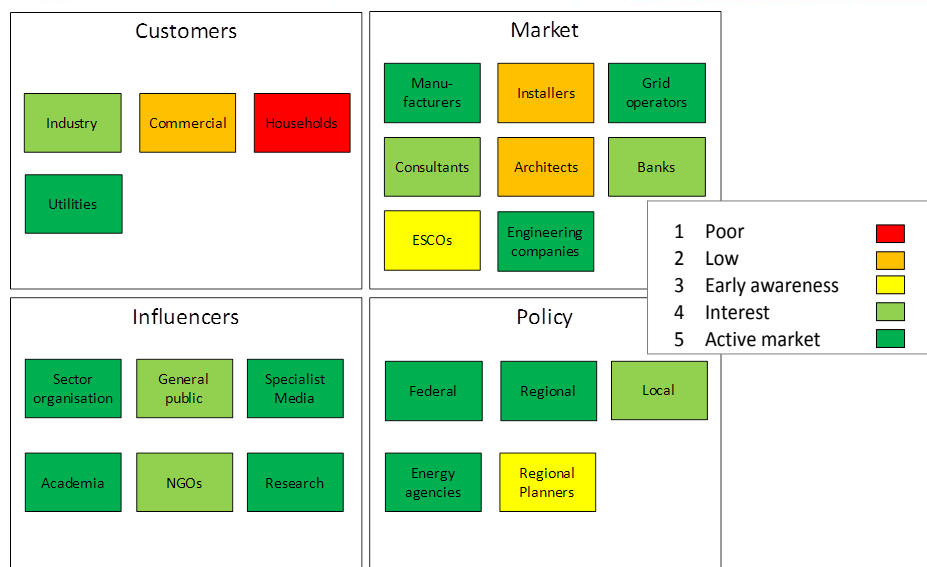 Customers
Industry
Commercial
Households
Utilities
Market
Manu-
facturers
Installers
Grid
operators
Consultants
Architects
Banks
ESCOs
Engineering
companies
1 Poor
2 Low
3 Early awareness
4 Interest
5 Active market
Influencers
Sector
organisation
General
public
Specialist
Media
Academia
NGOs
Research
Policy
Federal
Regional
Local
Energy
agencies
Regional
Planners